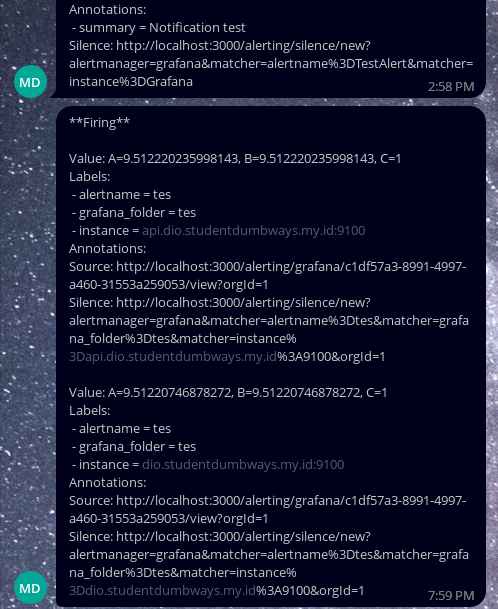 Annotations:
- summary = Notification test
Silence: http://localhost:3000/alerting/silence/new?
alertmanager=grafana&matcher=alertname%3DTestAlert&matcher=
instance%3DGrafana
MD
2:58 PM
**Firing**
Value: A=9.512220235998143, B=9.512220235998143, C=1
Labels:
- alertname = tes
- grafana_folder = tes
- instance = api.dio.studentdumbways.my.id:9100
Annotations:
Source: http://localhost:3000/alerting/grafana/c1df57a3-8991-4997-
a460-31553a259053/view?orgId=1
Silence: http://localhost:3000/alerting/silence/new?
alertmanager=grafana&matcher=alertname%3Dtes&matcher=grafa
na_folder%3Dtes&matcher=instance%
3Dapi.dio.studentdumbways.my.id%3A9100&orgId=1
Value: A=9.51220746878272, B=9.51220746878272, C=1
Labels:
- alertname = tes
- grafana_folder = tes
- instance = dio.studentdumbways.my.id:9100
Annotations:
Source: http://localhost:3000/alerting/grafana/c1df57a3-8991-4997-
a460-31553a259053/view?orgId=1
Silence: http://localhost:3000/alerting/silence/new?
alertmanager=grafana&matcher=alertname%3Dtes&matcher=grafa
na_folder%3Dtes&matcher=instance%
3Ddio.studentdumbways.my.id%3A9100&orgId=1
MD
7:59 PM